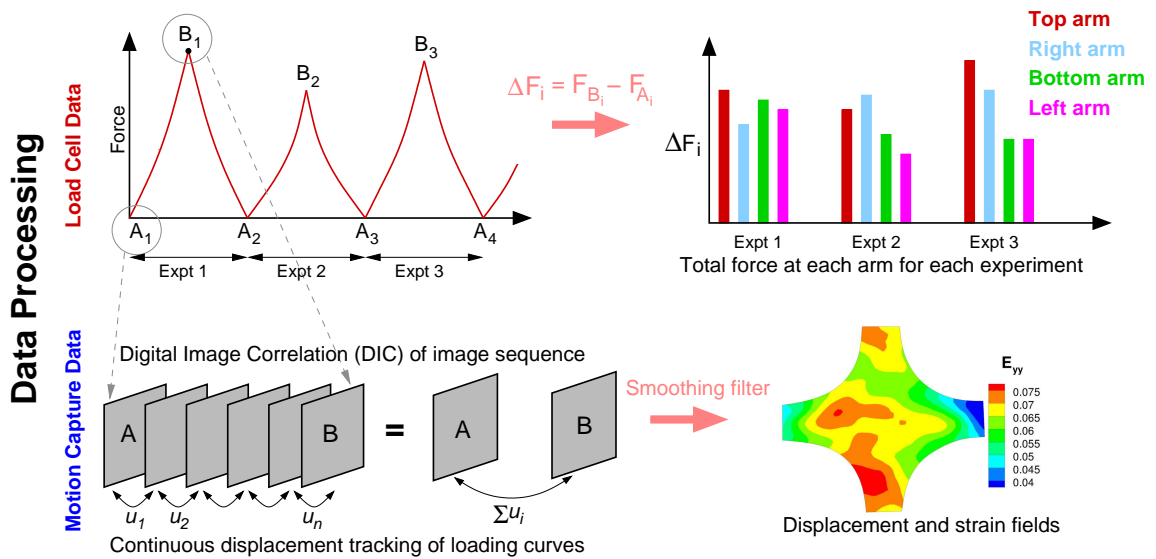 Data Processing
Load Cell Data
Force
B1
B2
B3
A1
A2
A3
A4
Expt 1
Expt 2
Expt 3
ΔFi = FBi − FAi
Top arm
Right arm
Bottom arm
Left arm
ΔFi
Expt 1
Expt 2
Expt 3
Total force at each arm for each experiment
Motion Capture Data
Digital Image Correlation (DIC) of image sequence
A
B
=
A
B
u1
u2
un
Σui
Continuous displacement tracking of loading curves
Smoothing filter
Eyy
0.075
0.07
0.065
0.06
0.055
0.05
0.045
0.04
Displacement and strain fields